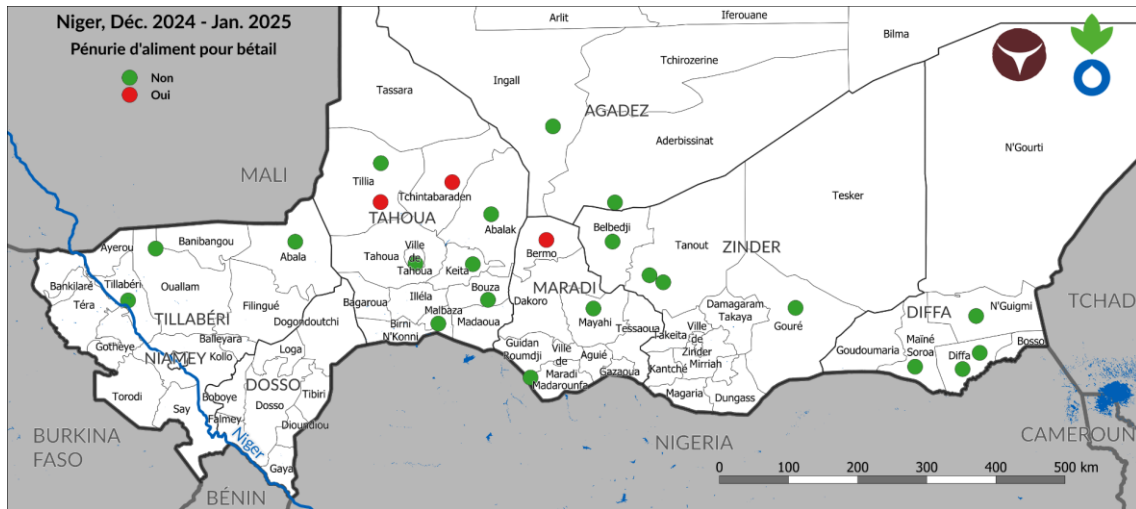 Niger, Déc. 2024 - Jan. 2025
Pénurie d'aliment pour bétail
Non
Oui
Arlit
Iferouane
Bilma
Tchirozerine
Ingall
Tassara
AGADEZ
Aderbissinat
N'Gourti
MALI
Tillia
Tchintabaraden
Tesker
TAHOUA
Abalak
Ayerou
Banibangou
Abala
Tahoua
Ville
de
Tahoua
Keita
Bermo
Belbedji
Tanout
ZINDER
Bankilaré
Tillabéri
Ouallam
Téra
Filingué
Bagaroua
Illéla
Bouza
Malbaza
Madaoua
Dakoro
MARADI
Mayahi
Tessaoua
Damagaram
Takaya
Gouré
DIFFA
N'Guigmi
TCHAD
TILLABÉRI
Dogondoutchi
Birni
N'Konni
Gotheye
Balleyara
NIAMEY
Kollo
Loga
Guidan
Roumdji
Ville
de
Maradi
Madarounfa
Aguié
Gazaoua
Takeita
Ville
de
Zinder
Mirriah
Kantché
Magaria
Dungass
Goudoumaria
Maïné
Soroa
Diffa
Bosso
Torodi
Say
DOSSO
Boboye
Tibiri
Dosso
Falmey
Dioundiou
Gaya
Niger
BURKINA
FASO
BÉNIN
NIGERIA
CAMEROUN
0 100 200 300 400 500 km